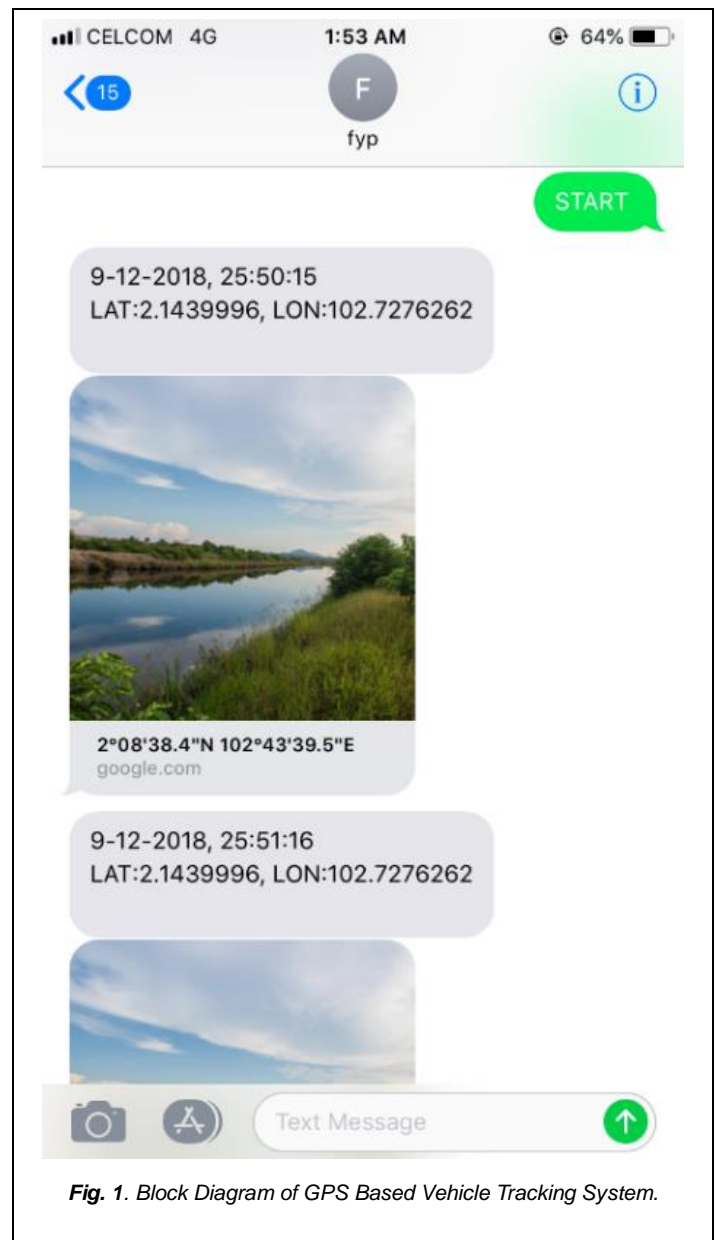 CELCOM 4G 1:53 AM 64%
15
F
fyp
START
9-12-2018, 25:50:15
LAT:2.1439996, LON:102.7276262
2°08'38.4"N 102°43'39.5"E
google.com
9-12-2018, 25:51:16
LAT:2.1439996, LON:102.7276262
Text Message
Fig. 1. Block Diagram of GPS Based Vehicle Tracking System.